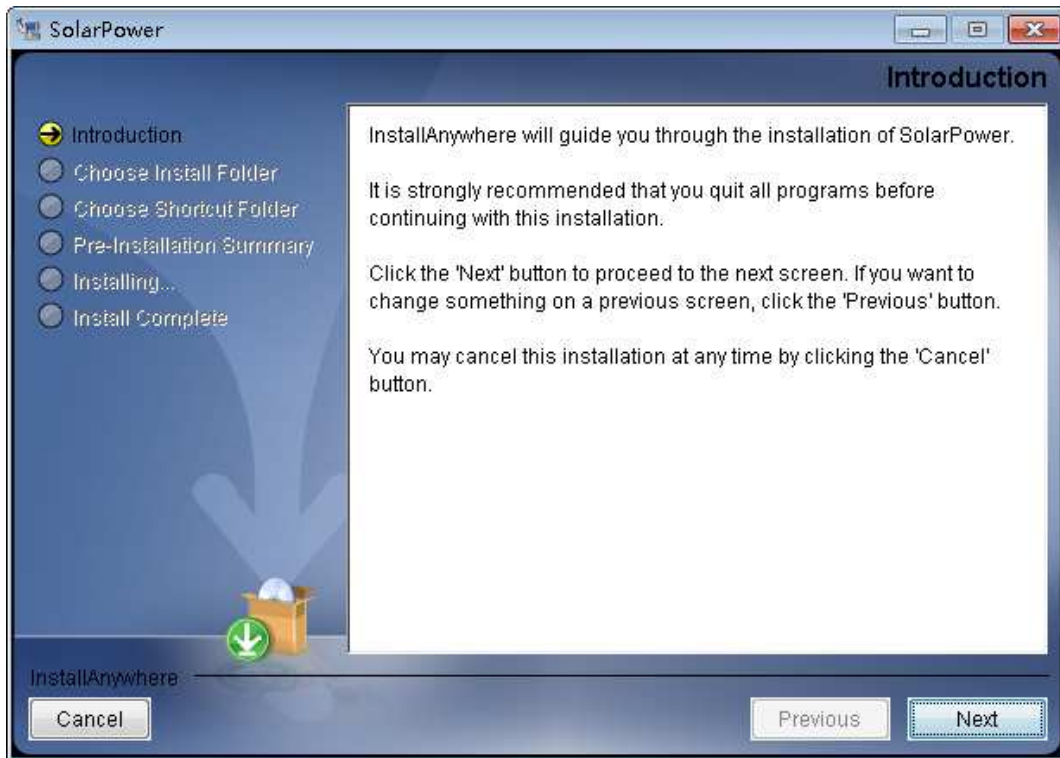 SolarPower
Introduction
Introduction
Choose Install Folder
Choose Shortcut Folder
Pre-Installation Summary
Installing...
Install Complete
InstallAnywhere will guide you through the installation of SolarPower.
It is strongly recommended that you quit all programs before
continuing with this installation.
Click the 'Next' button to proceed to the next screen. If you want to
change something on a previous screen, click the 'Previous' button.
You may cancel this installation at any time by clicking the 'Cancel'
button.
InstallAnywhere
Cancel
Previous
Next